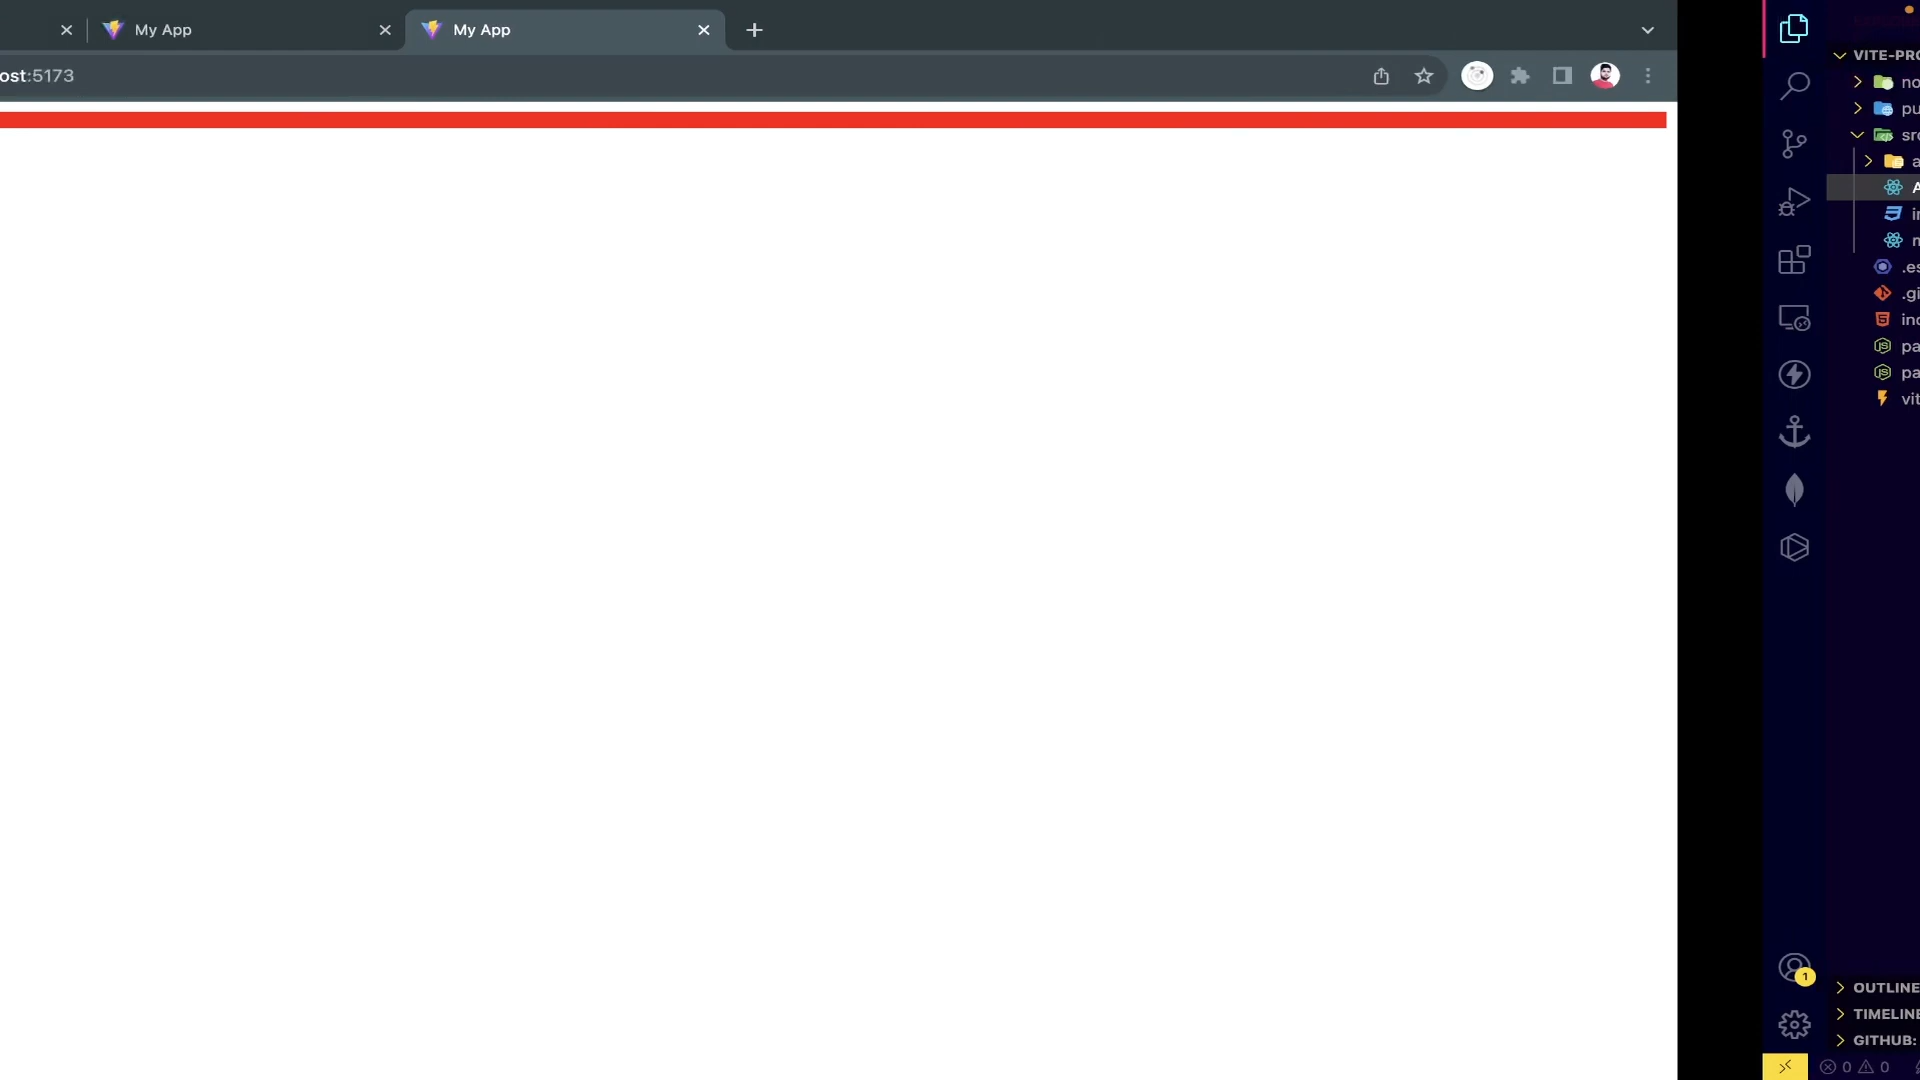 My App
My App
ost:5173
VITE-PRO
no
pu
src
a
A
in
m
.es
.gi
ind
pa
pa
vit
1
OUTLINE
TIMELINE
GITHUB:
0 0